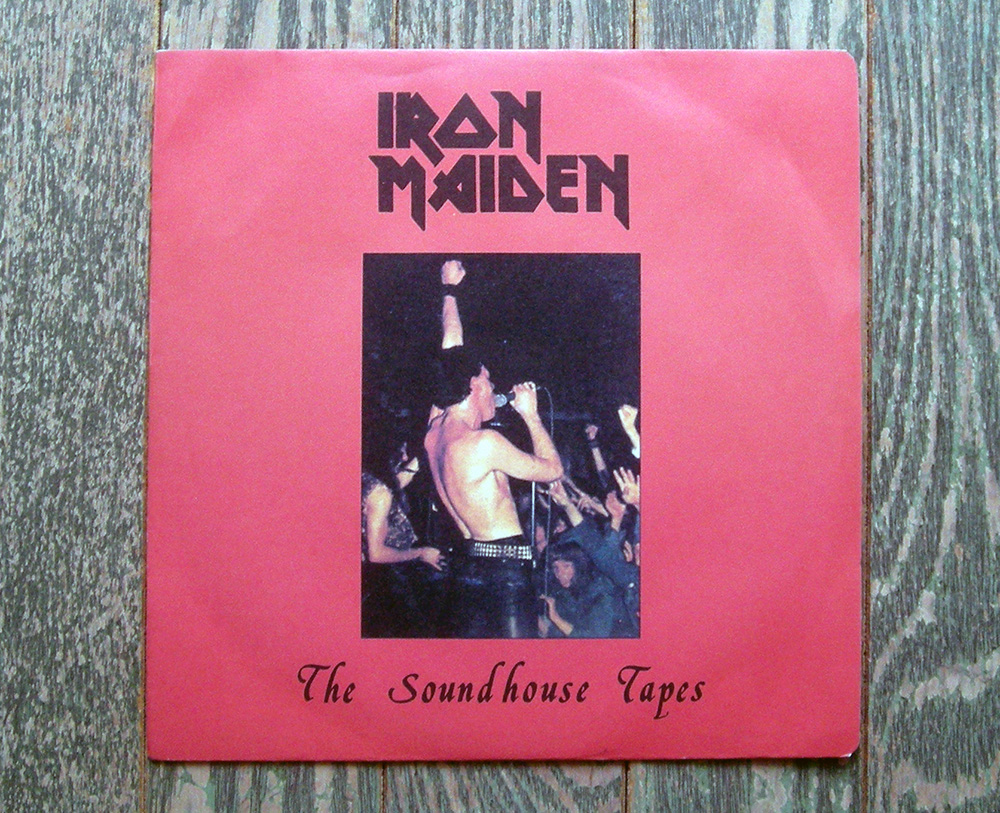 IRON
MAIDEN
The Soundhouse Tapes